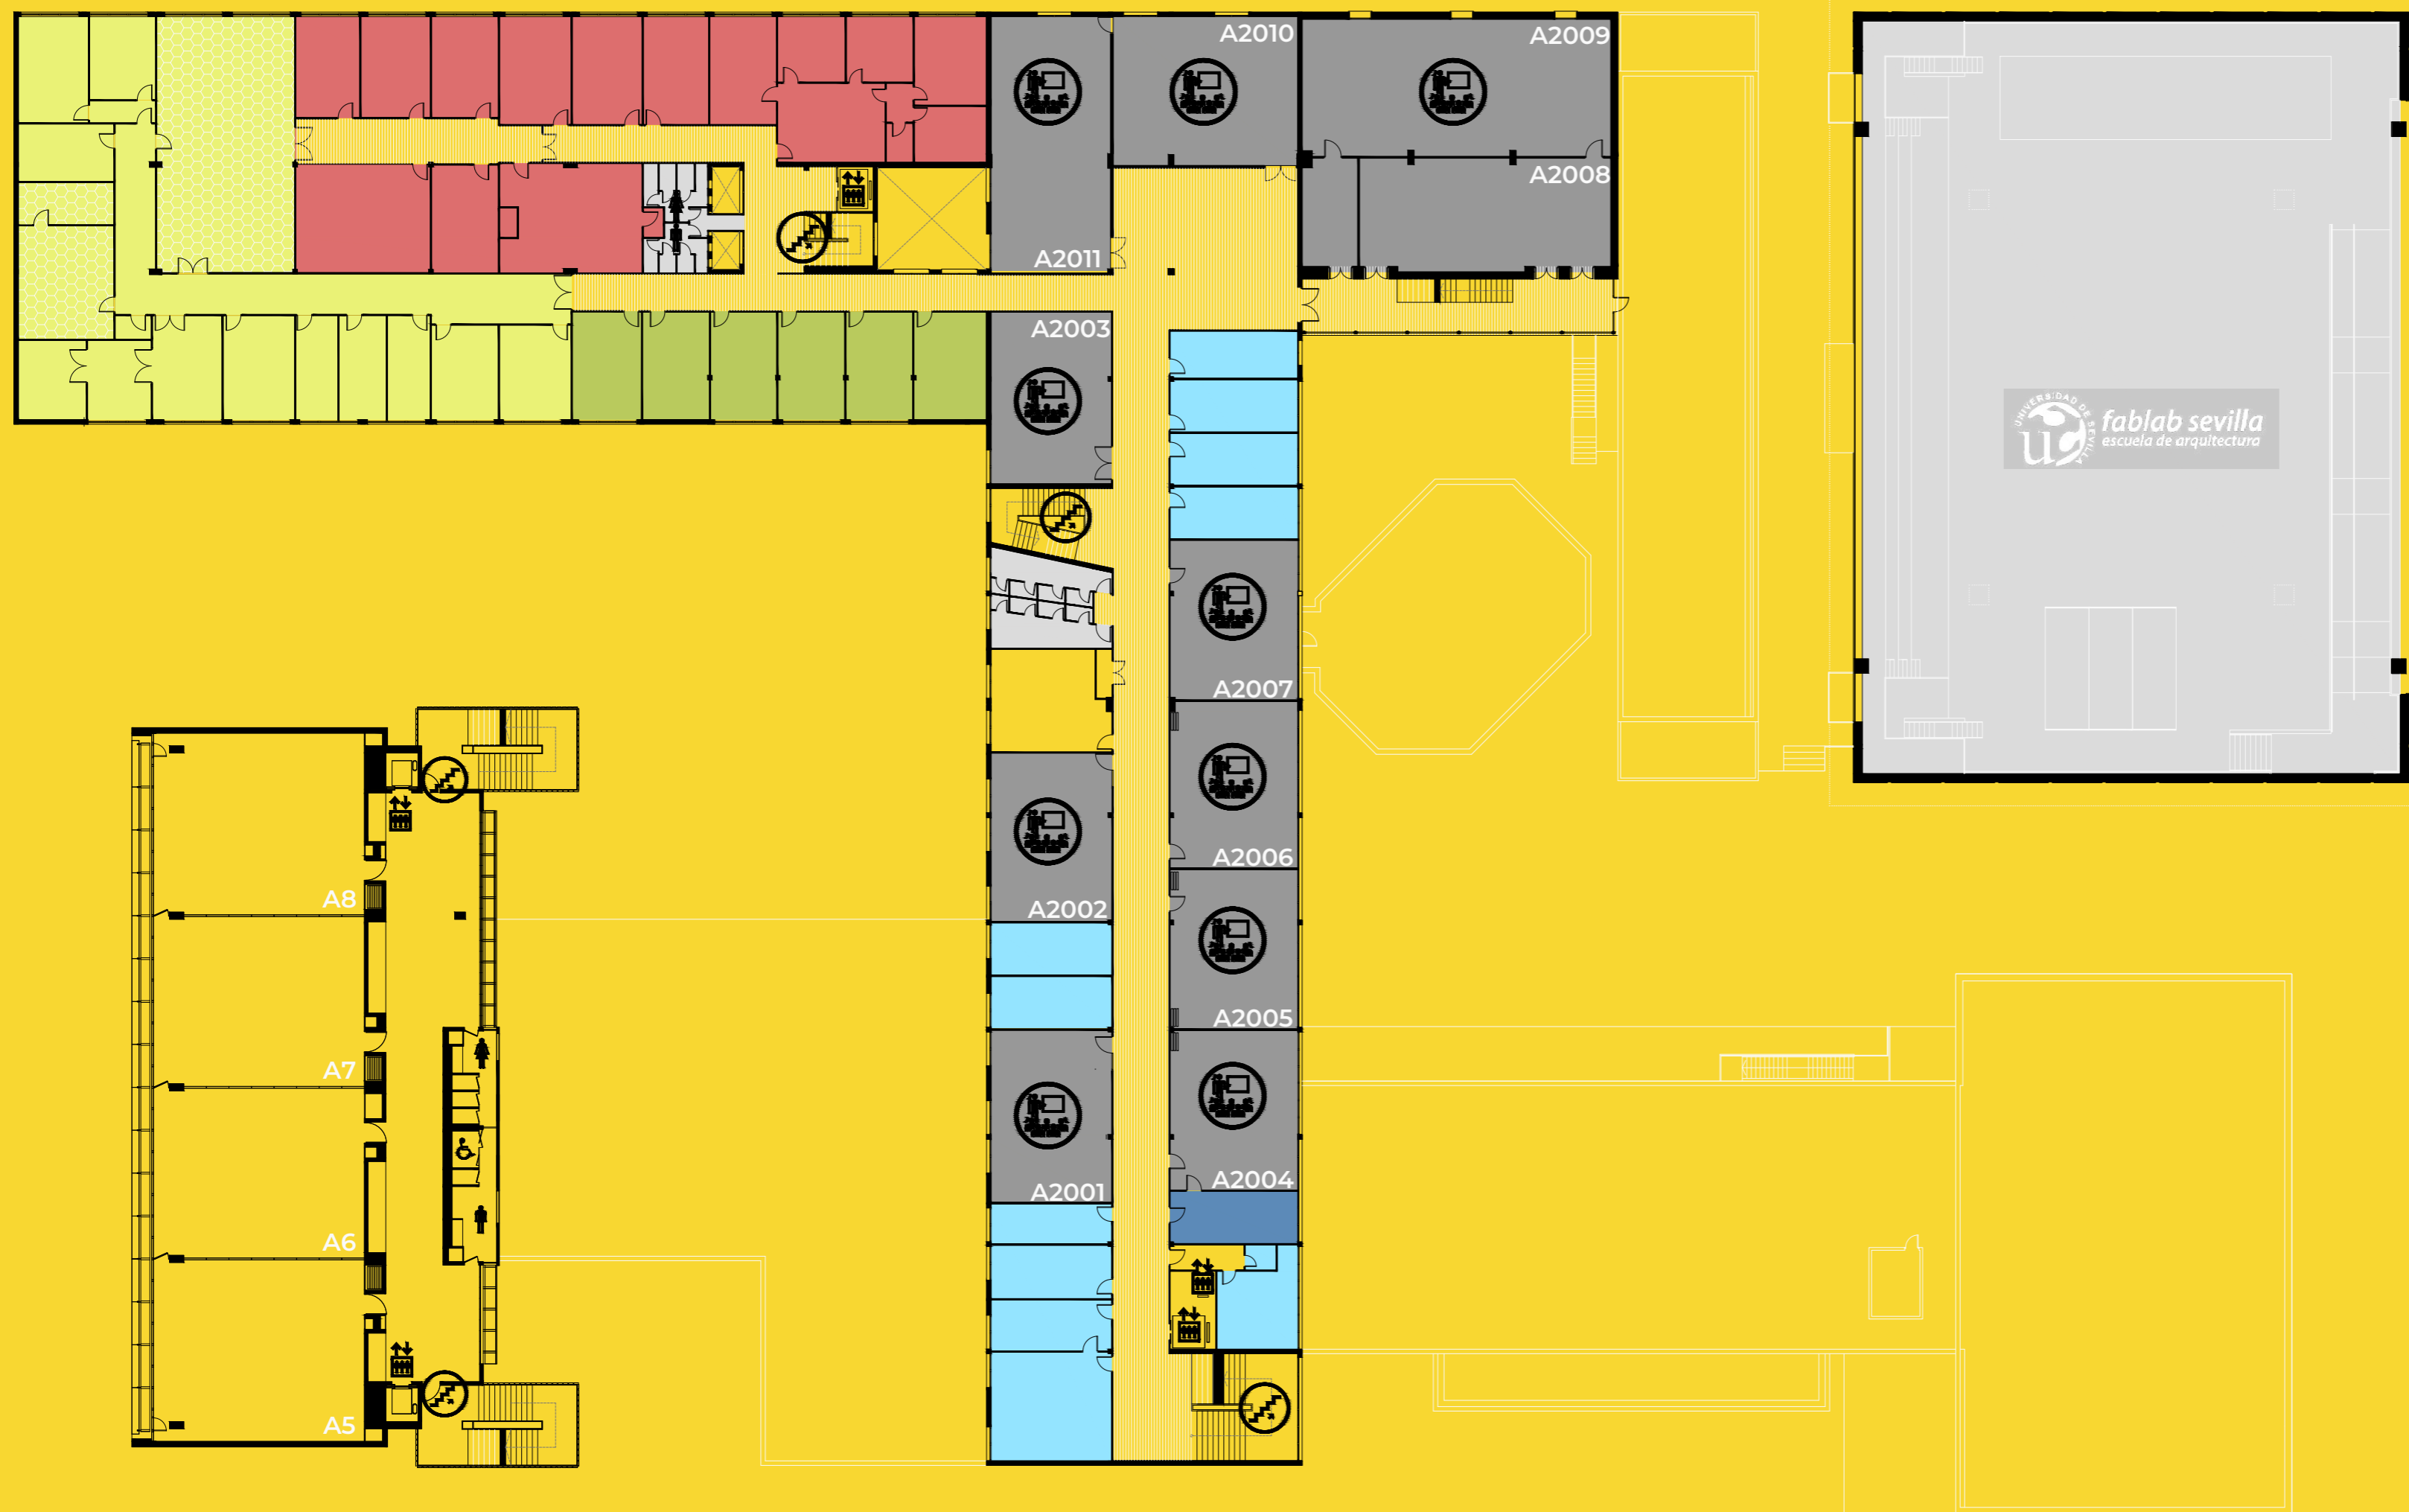 A2010
A2009
A2008
A2011
A2003
UNIVERSIDAD DE SEVILLA
fablab sevilla
escuela de arquitectura
A2007
A2006
A8
A2002
A2005
A7
A2004
A2001
A6
A5